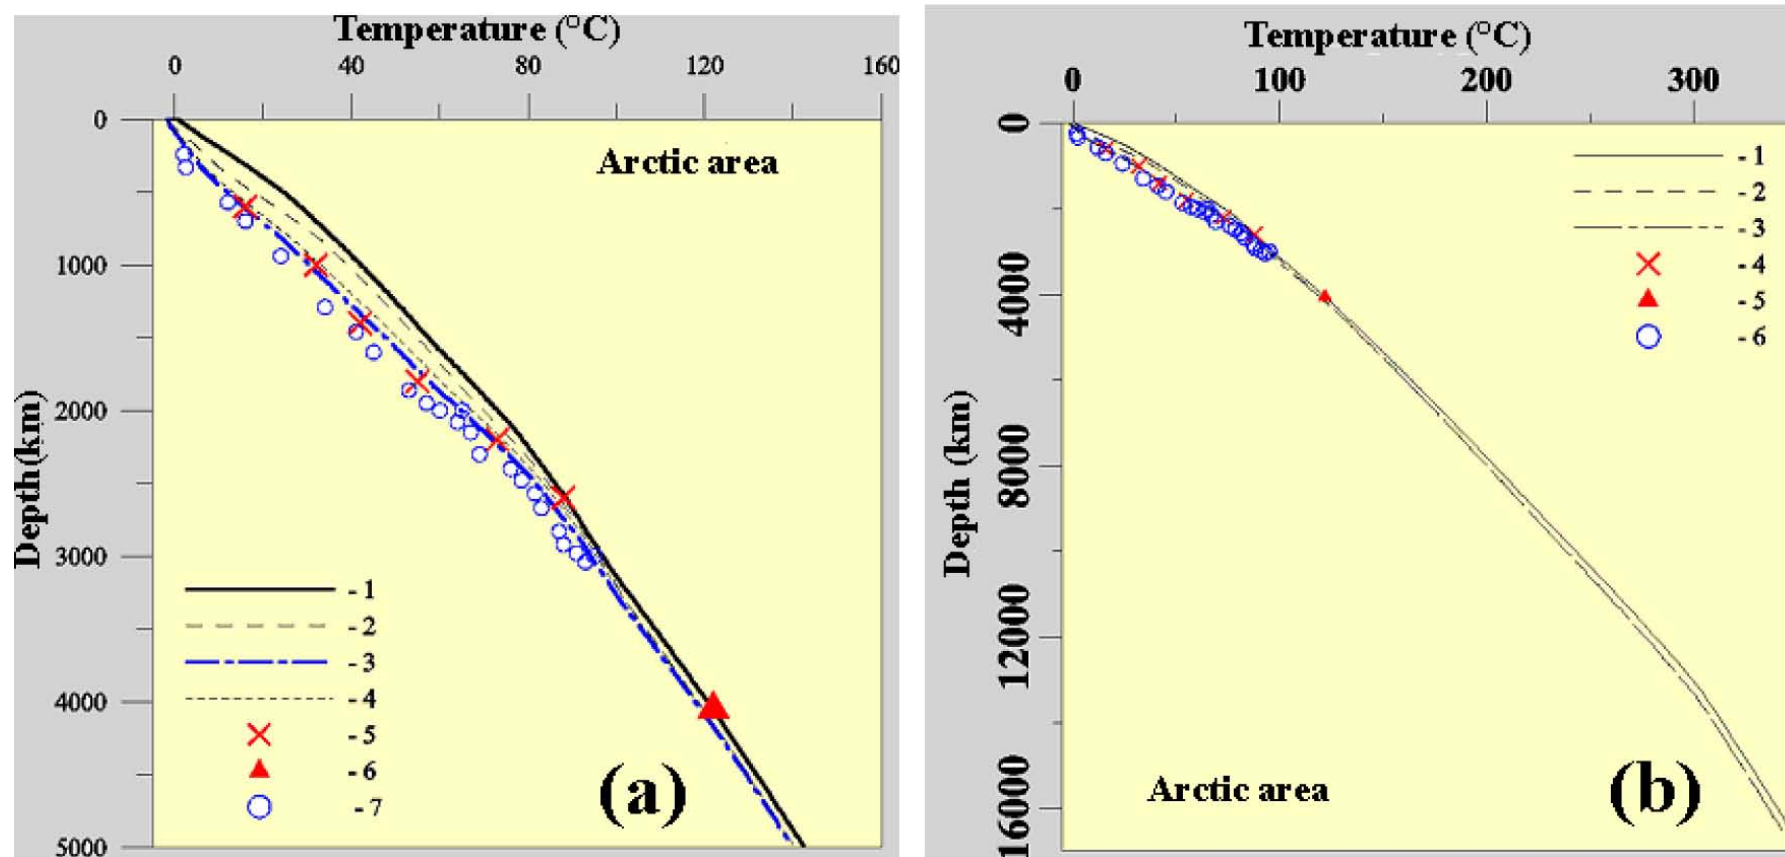 Temperature (°C)
0 40 80 120 160
0
1000
2000
3000
4000
5000
Depth(km)
Arctic area
- 1
- 2
- 3
- 4
- 5
- 6
- 7
(a)
Temperature (°C)
0 100 200 300
0
4000
8000
12000
16000
Depth (km)
- 1
- 2
- 3
- 4
- 5
- 6
Arctic area
(b)